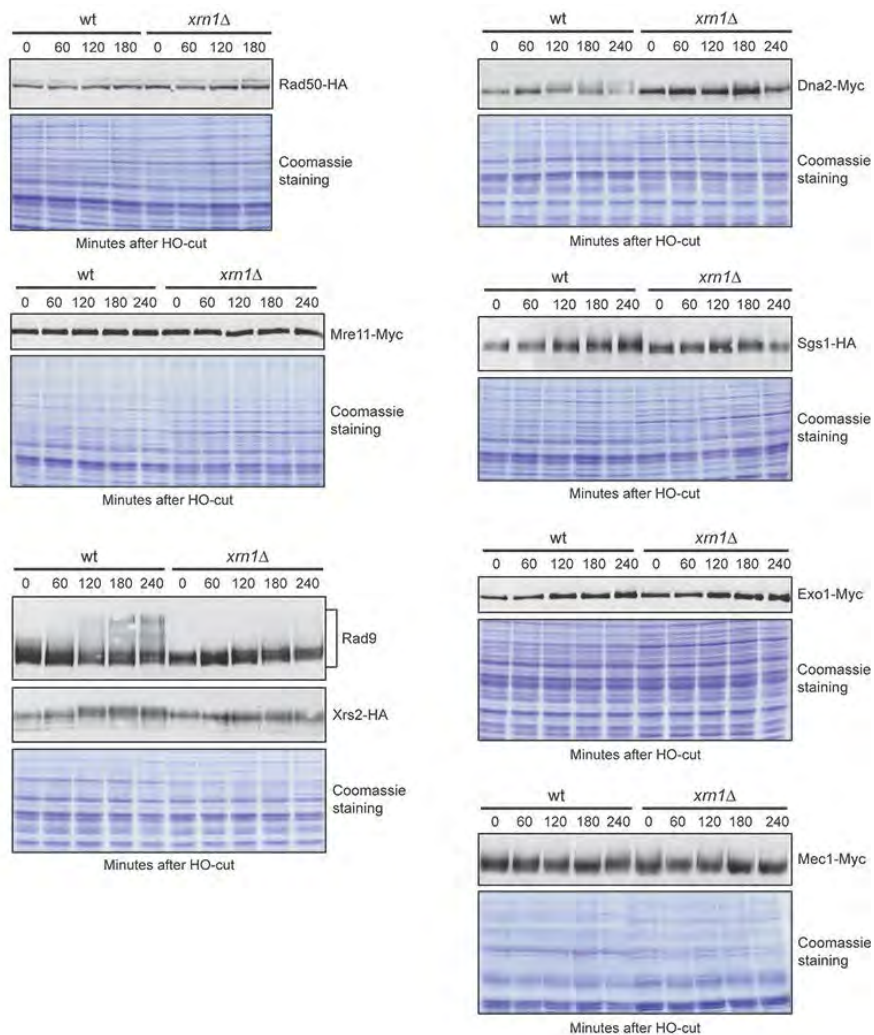 wt xrn1Δ
0 60 120 180 0 60 120 180
Rad50-HA
Coomassie
staining
Minutes after HO-cut
wt xrn1Δ
0 60 120 180 240 0 60 120 180 240
Mre11-Myc
Coomassie
staining
Minutes after HO-cut
wt xrn1Δ
0 60 120 180 240 0 60 120 180 240
Rad9
Xrs2-HA
Coomassie
staining
Minutes after HO-cut
wt xrn1Δ
0 60 120 180 240 0 60 120 180 240
Dna2-Myc
Coomassie
staining
Minutes after HO-cut
wt xrn1Δ
0 60 120 180 240 0 60 120 180 240
Sgs1-HA
Coomassie
staining
Minutes after HO-cut
wt xrn1Δ
0 60 120 180 240 0 60 120 180 240
Exo1-Myc
Coomassie
staining
Minutes after HO-cut
wt xrn1Δ
0 60 120 180 240 0 60 120 180 240
Mec1-Myc
Coomassie
staining
Minutes after HO-cut